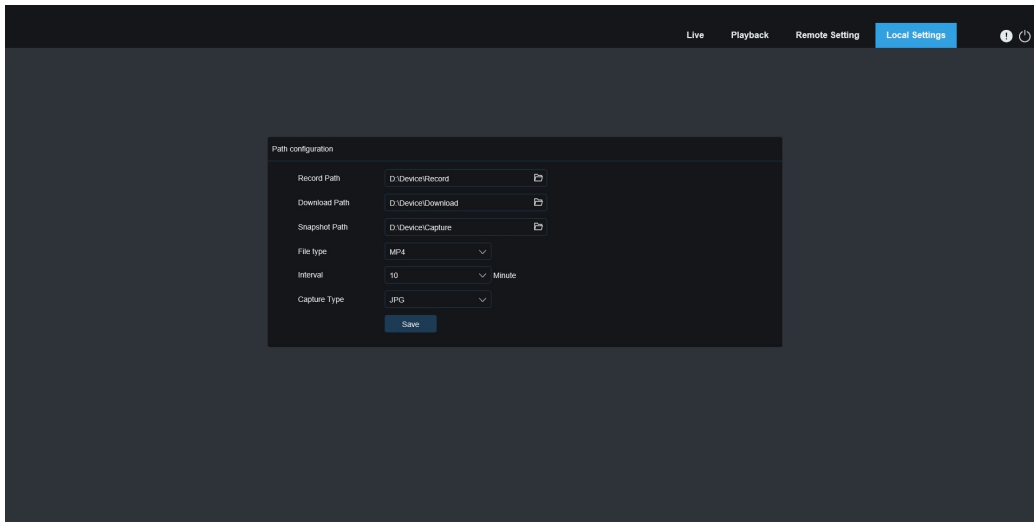 Live Playback Remote Setting Local Settings
Path configuration
Record Path D:\Device\Record
Download Path D:\Device\Download
Snapshot Path D:\Device\Capture
File type MP4
Interval 10 Minute
Capture Type JPG
Save